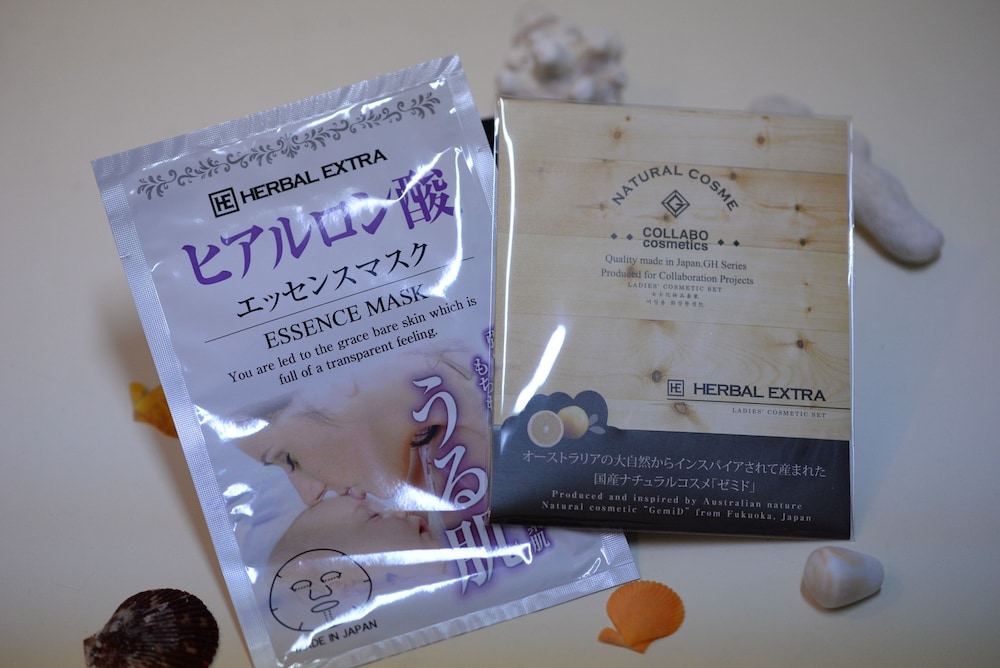 HE HERBAL EXTRA
ヒアルロン酸
エッセンスマスク
ESSENCE MASK
You are led to the grace bare skin which is
full of a transparent feeling.
うる肌
MADE IN JAPAN
NATURAL COSME
G
COLLABO
cosmetics
Quality made in Japan.GH Series
Produced for Collaboration Projects
LADIES' COSMETIC SET
HE HERBAL EXTRA
LADIES' COSMETIC SET
オーストラリアの大自然からインスパイアされて産まれた
国産ナチュラルコスメ「ゼミド」
Produced and inspired by Australian nature
Natural cosmetic "GemiD" from Fukuoka, Japan